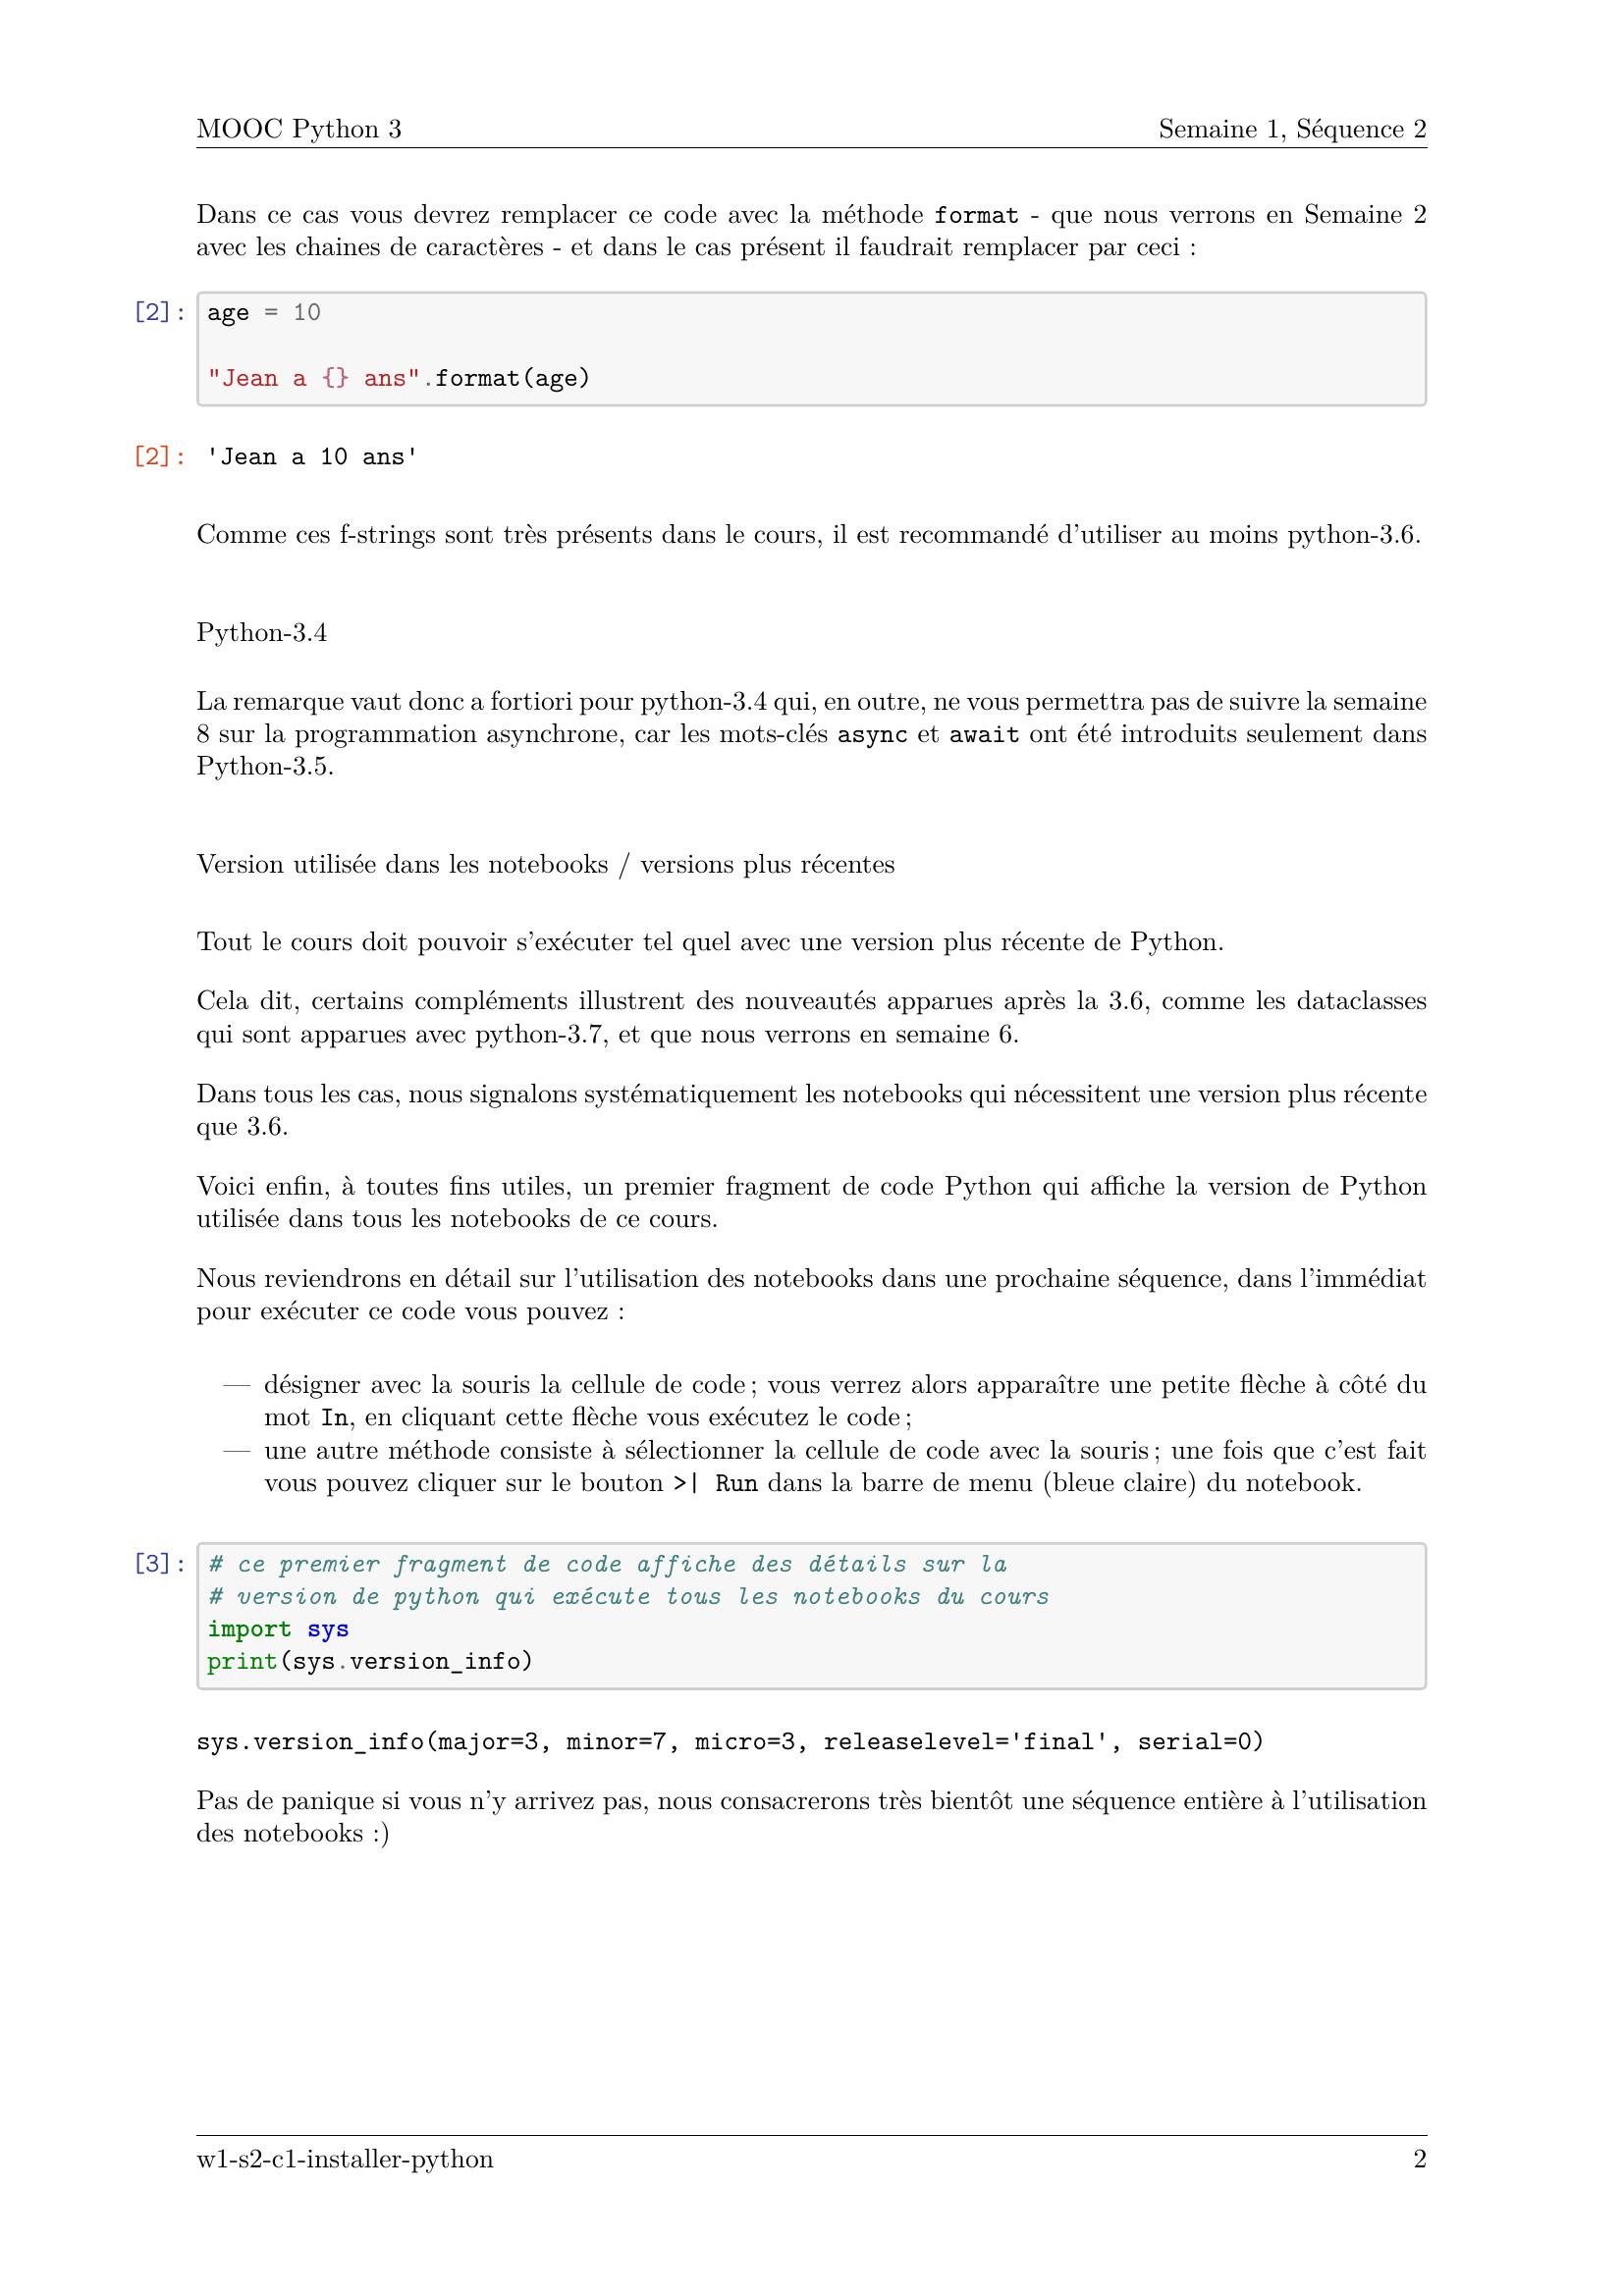 MOOC Python 3 Semaine 1, Séquence 2
Dans ce cas vous devrez remplacer ce code avec la méthode format - que nous verrons en Semaine 2
avec les chaines de caractères - et dans le cas présent il faudrait remplacer par ceci :
[2]: age = 10
"Jean a {} ans".format(age)
[2]: 'Jean a 10 ans'
Comme ces f-strings sont très présents dans le cours, il est recommandé d'utiliser au moins python-3.6.
Python-3.4
La remarque vaut donc a fortiori pour python-3.4 qui, en outre, ne vous permettra pas de suivre la semaine
8 sur la programmation asynchrone, car les mots-clés async et await ont été introduits seulement dans
Python-3.5.
Version utilisée dans les notebooks / versions plus récentes
Tout le cours doit pouvoir s'exécuter tel quel avec une version plus récente de Python.
Cela dit, certains compléments illustrent des nouveautés apparues après la 3.6, comme les dataclasses
qui sont apparues avec python-3.7, et que nous verrons en semaine 6.
Dans tous les cas, nous signalons systématiquement les notebooks qui nécessitent une version plus récente
que 3.6.
Voici enfin, à toutes fins utiles, un premier fragment de code Python qui affiche la version de Python
utilisée dans tous les notebooks de ce cours.
Nous reviendrons en détail sur l'utilisation des notebooks dans une prochaine séquence, dans l'immédiat
pour exécuter ce code vous pouvez :
— désigner avec la souris la cellule de code ; vous verrez alors apparaître une petite flèche à côté du
mot In, en cliquant cette flèche vous exécutez le code ;
— une autre méthode consiste à sélectionner la cellule de code avec la souris ; une fois que c'est fait
vous pouvez cliquer sur le bouton >| Run dans la barre de menu (bleue claire) du notebook.
[3]: # ce premier fragment de code affiche des détails sur la
# version de python qui exécute tous les notebooks du cours
import sys
print(sys.version_info)
sys.version_info(major=3, minor=7, micro=3, releaselevel='final', serial=0)
Pas de panique si vous n'y arrivez pas, nous consacrerons très bientôt une séquence entière à l'utilisation
des notebooks :)
w1-s2-c1-installer-python 2